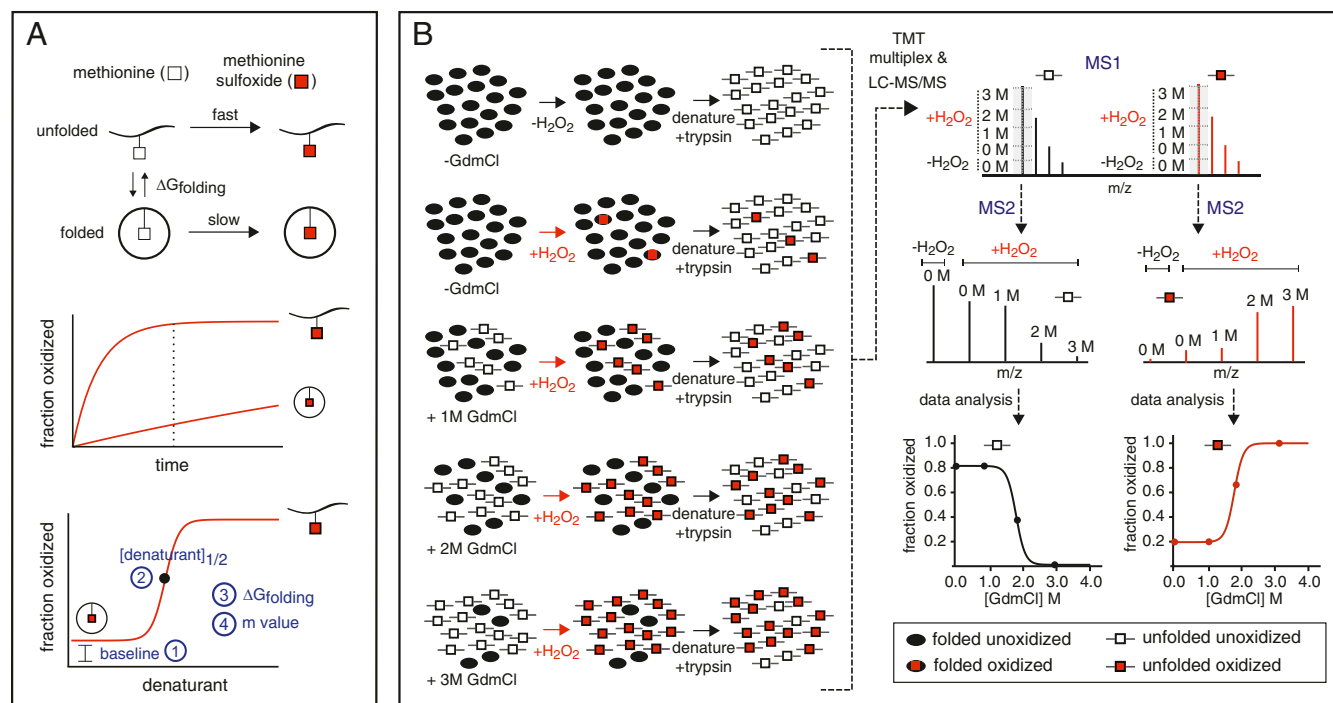 A
methionine (□)
methionine
sulfoxide (■)
unfolded
fast
ΔGfolding
folded
slow
fraction oxidized
time
fraction oxidized
[denaturant]1/2
2
3 ΔGfolding
4 m value
baseline 1
denaturant
B
-H2O2
denature
+trypsin
-GdmCl
+H2O2
denature
+trypsin
-GdmCl
+H2O2
denature
+trypsin
+ 1M GdmCl
+H2O2
denature
+trypsin
+ 2M GdmCl
+H2O2
denature
+trypsin
+ 3M GdmCl
TMT
multiplex &
LC-MS/MS
MS1
3 M
2 M
+H2O2
1 M
0 M
-H2O2 0 M
3 M
2 M
+H2O2
1 M
0 M
-H2O2 0 M
m/z
MS2
MS2
-H2O2
+H2O2
0 M
0 M
1 M
2 M
3 M
m/z
-H2O2
+H2O2
0 M
0 M
1 M
2 M
3 M
m/z
data analysis
data analysis
fraction oxidized
1.0
0.8
0.6
0.4
0.2
0.0 1.0 2.0 3.0 4.0
[GdmCl] M
fraction oxidized
1.0
0.8
0.6
0.4
0.2
0.0 1.0 2.0 3.0 4.0
[GdmCl] M
folded unoxidized
unfolded unoxidized
folded oxidized
unfolded oxidized